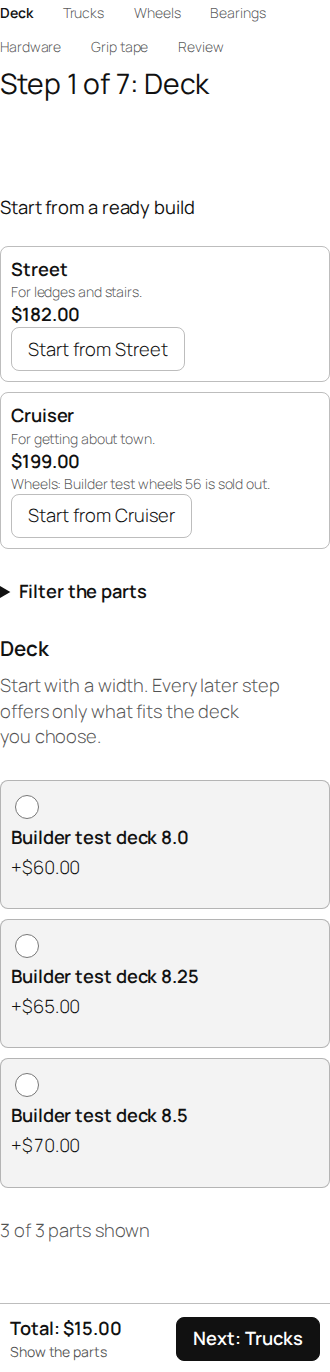 Deck Trucks Wheels Bearings
Hardware Grip tape Review
Step 1 of 7: Deck
Start from a ready build
Street
For ledges and stairs.
$182.00
Start from Street
Cruiser
For getting about town.
$199.00
Wheels: Builder test wheels 56 is sold out.
Start from Cruiser
Filter the parts
Deck
Start with a width. Every later step
offers only what fits the deck
you choose.
Builder test deck 8.0
+$60.00
Builder test deck 8.25
+$65.00
Builder test deck 8.5
+$70.00
3 of 3 parts shown
Total: $15.00
Show the parts
Next: Trucks